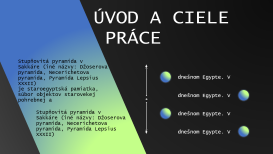 ÚVOD A CIELE
PRÁCE
Stupňovitá pyramída v
Sakkáre (iné názvy: Džoserova
pyramída, Necerichetova
pyramída, Pyramída Lepsius
XXXII)
je staroegyptská pamiatka,
súbor objektov starovekej
pohrebnej a
Stupňovitá pyramída v
Sakkáre (iné názvy: Džoserova
pyramída, Necerichetova
pyramída, Pyramída Lepsius
XXXII)
dnešnom Egypte. V
dnešnom Egypte. V
dnešnom Egypte. V
dnešnom Egypte. V